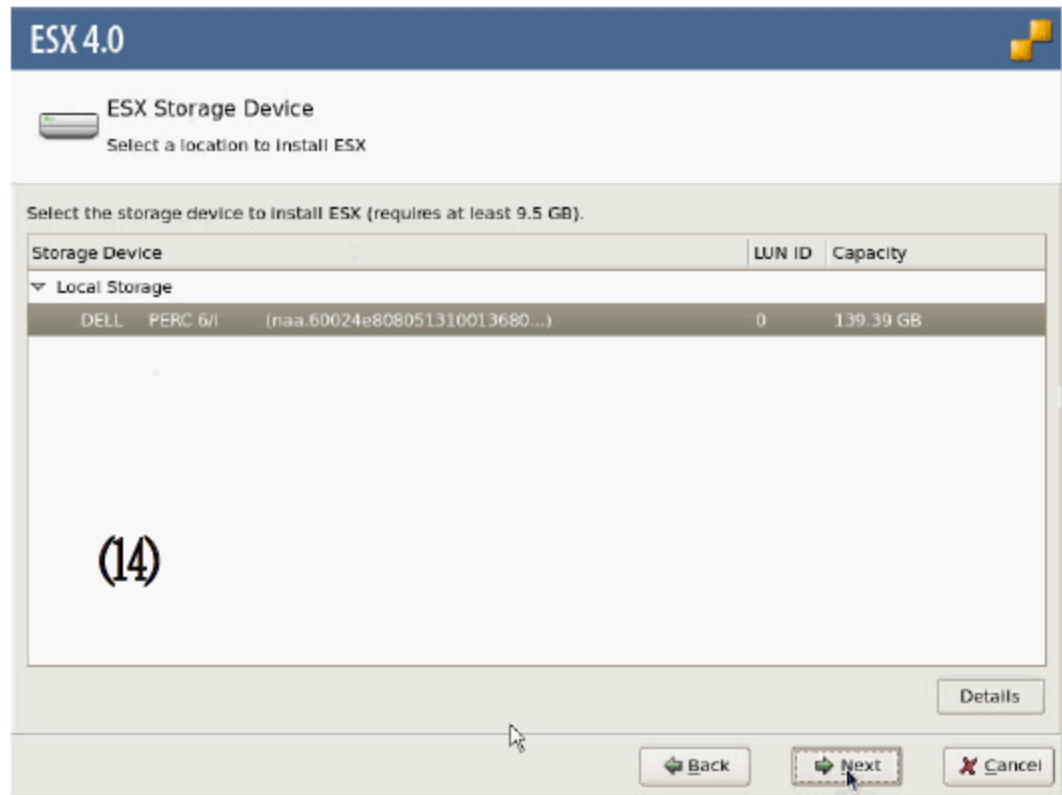 ESX 4.0
ESX Storage Device
Select a location to install ESX
Select the storage device to install ESX (requires at least 9.5 GB).
Storage Device LUN ID Capacity
Local Storage
DELL PERC 6/i (naa.60024e808051310013680...) 0 139.39 GB
(14)
Details
Back Next Cancel